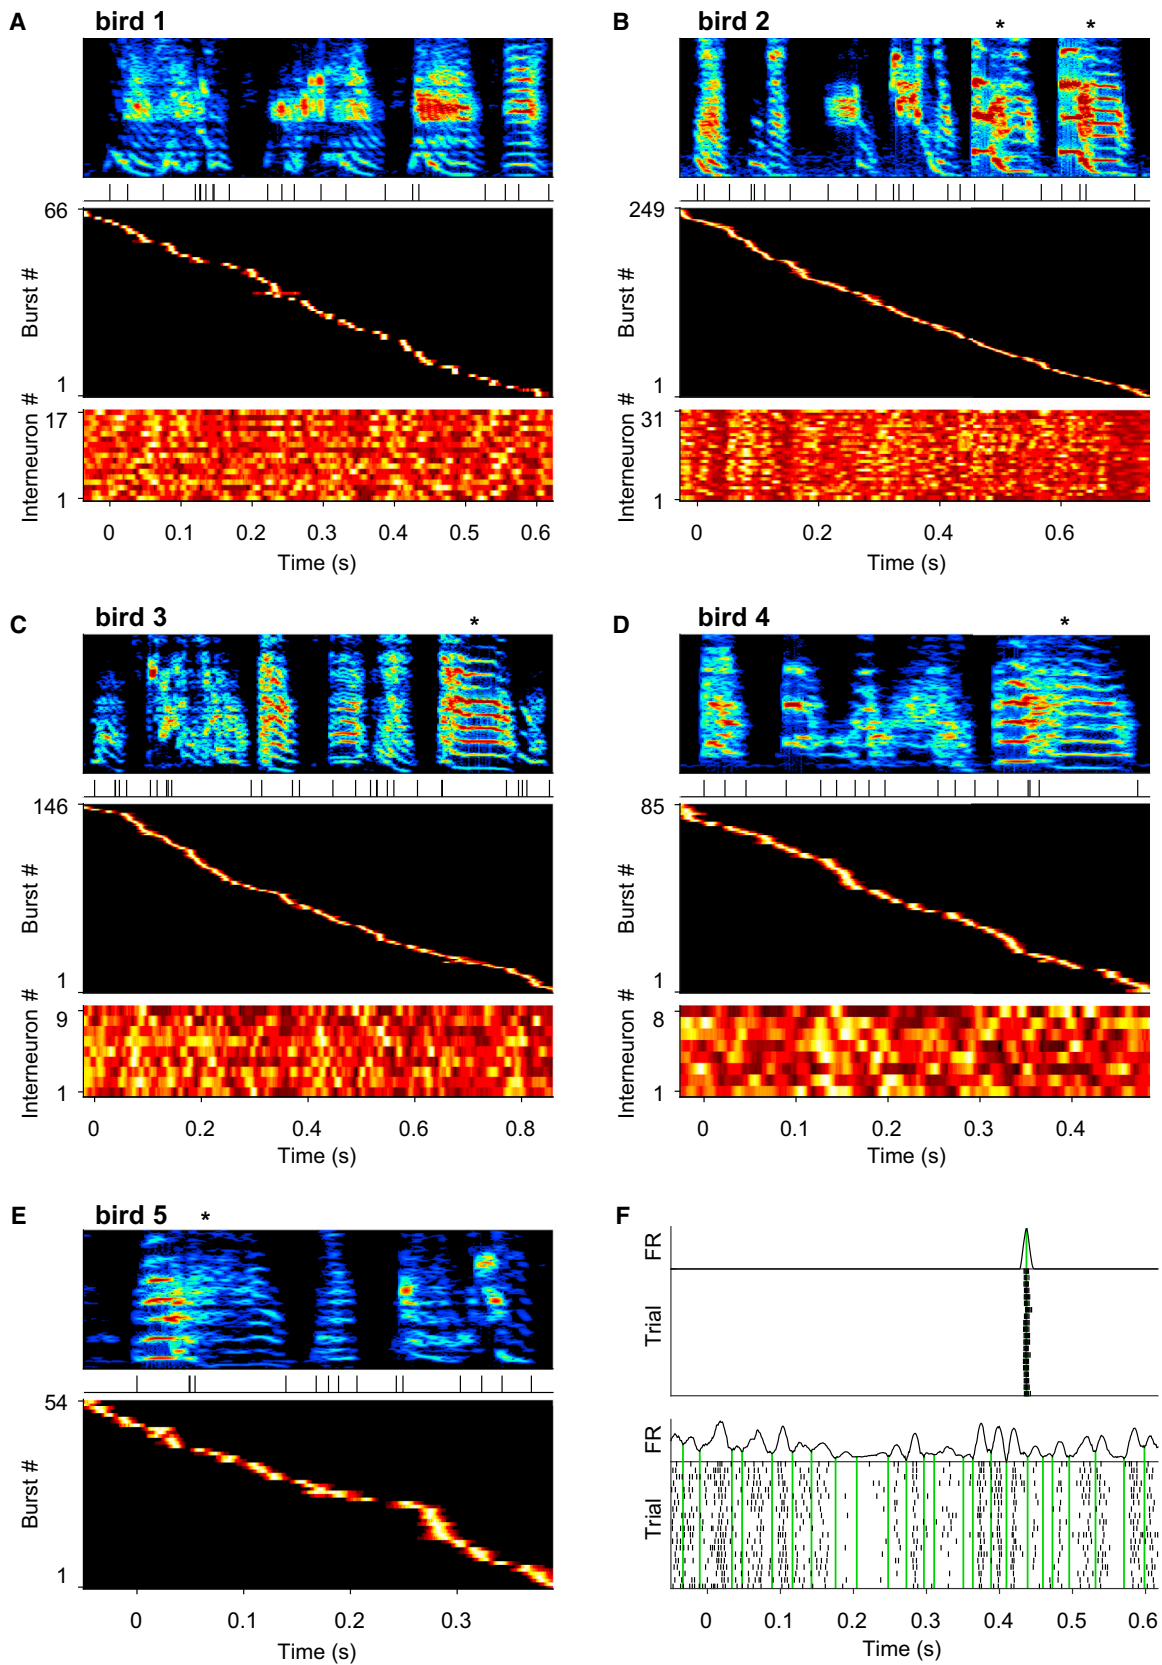 A bird 1
66
Burst #
1
17
Interneuron #
1
0 0.1 0.2 0.3 0.4 0.5 0.6
Time (s)
B bird 2 * *
249
Burst #
1
31
Interneuron #
1
0 0.2 0.4 0.6
Time (s)
C bird 3 *
146
Burst #
1
9
Interneuron #
1
0 0.2 0.4 0.6 0.8
Time (s)
D bird 4 *
85
Burst #
1
8
Interneuron #
1
0 0.1 0.2 0.3 0.4
Time (s)
E bird 5 *
54
Burst #
1
0 0.1 0.2 0.3
Time (s)
F
FR
Trial
FR
Trial
0 0.1 0.2 0.3 0.4 0.5 0.6
Time (s)